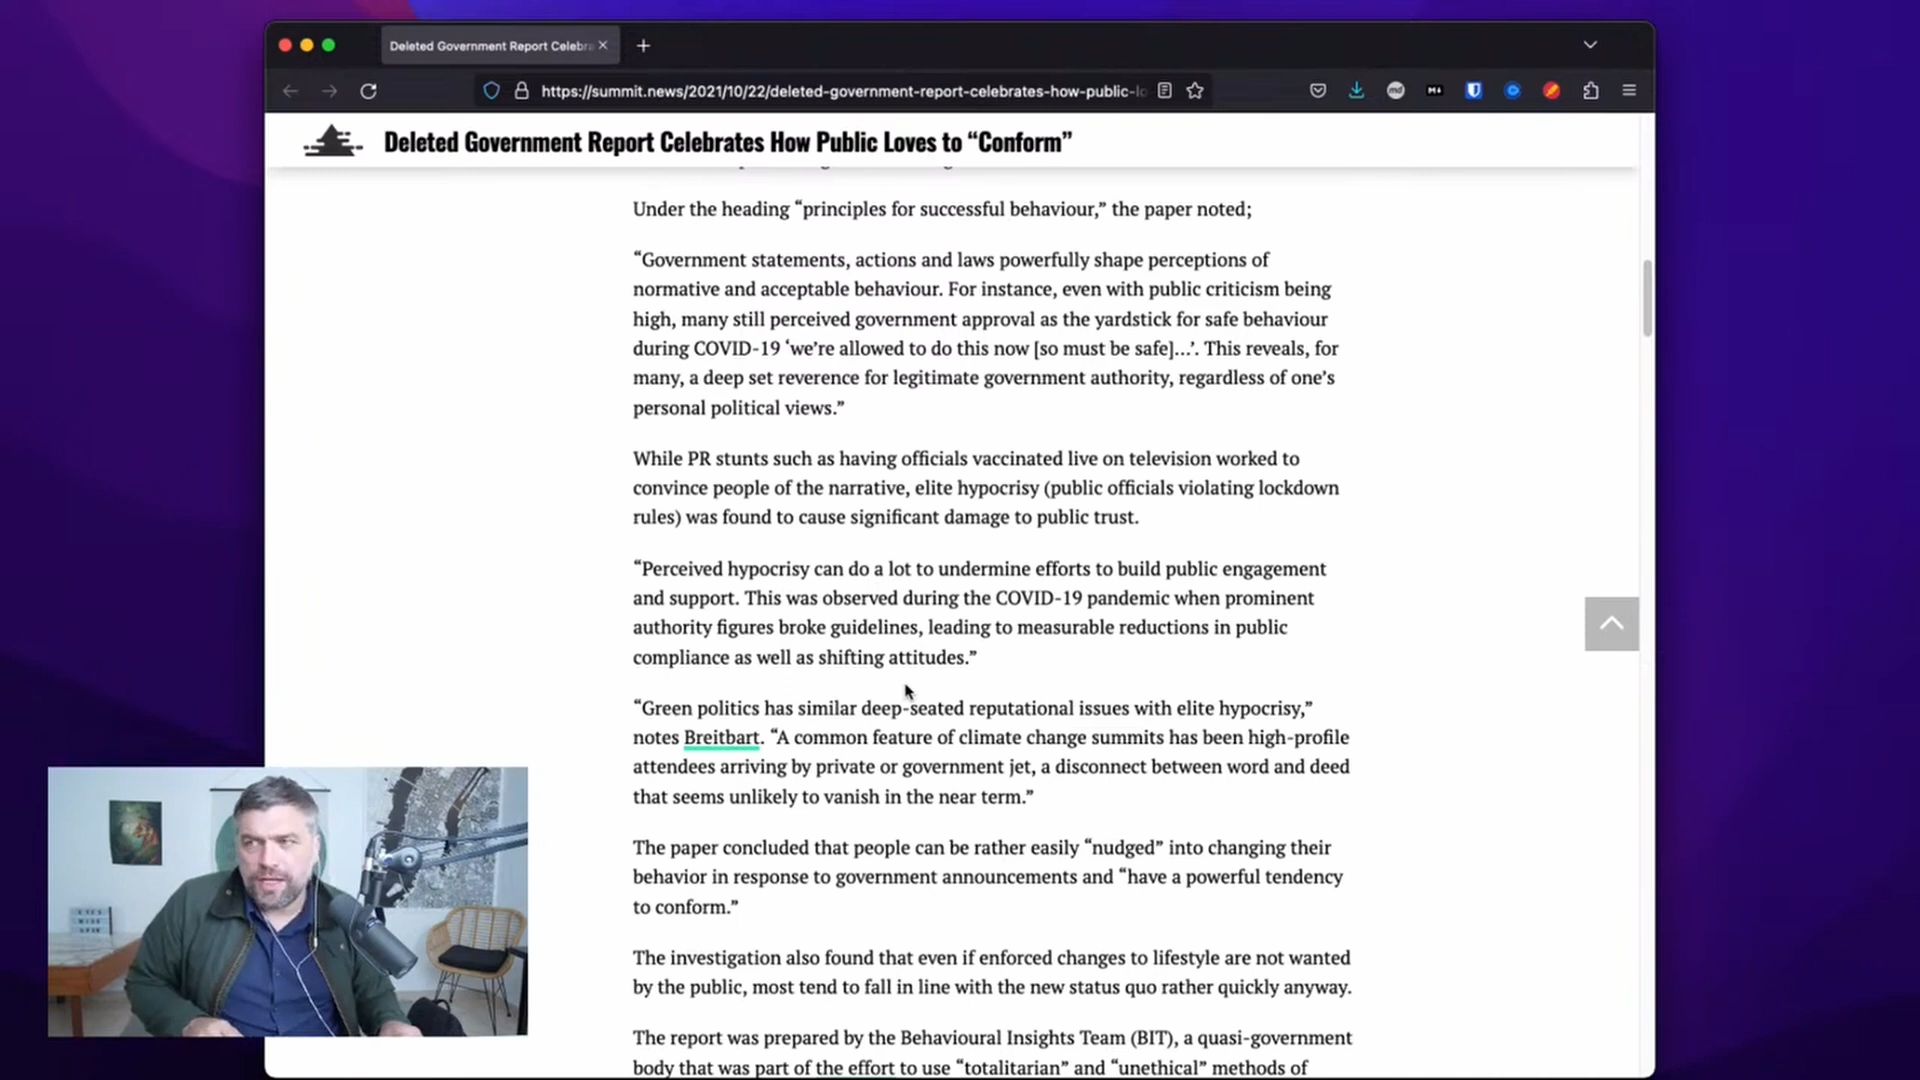 Deleted Government Report Celebr
https://summit.news/2021/10/22/deleted-government-report-celebrates-how-public-lo
Deleted Government Report Celebrates How Public Loves to “Conform”
Under the heading “principles for successful behaviour,” the paper noted;
“Government statements, actions and laws powerfully shape perceptions of
normative and acceptable behaviour. For instance, even with public criticism being
high, many still perceived government approval as the yardstick for safe behaviour
during COVID-19 ‘we’re allowed to do this now [so must be safe]…’. This reveals, for
many, a deep set reverence for legitimate government authority, regardless of one’s
personal political views.”
While PR stunts such as having officials vaccinated live on television worked to
convince people of the narrative, elite hypocrisy (public officials violating lockdown
rules) was found to cause significant damage to public trust.
“Perceived hypocrisy can do a lot to undermine efforts to build public engagement
and support. This was observed during the COVID-19 pandemic when prominent
authority figures broke guidelines, leading to measurable reductions in public
compliance as well as shifting attitudes.”
“Green politics has similar deep-seated reputational issues with elite hypocrisy,”
notes Breitbart. “A common feature of climate change summits has been high-profile
attendees arriving by private or government jet, a disconnect between word and deed
that seems unlikely to vanish in the near term.”
The paper concluded that people can be rather easily “nudged” into changing their
behavior in response to government announcements and “have a powerful tendency
to conform.”
The investigation also found that even if enforced changes to lifestyle are not wanted
by the public, most tend to fall in line with the new status quo rather quickly anyway.
The report was prepared by the Behavioural Insights Team (BIT), a quasi-government
body that was part of the effort to use “totalitarian” and “unethical” methods of